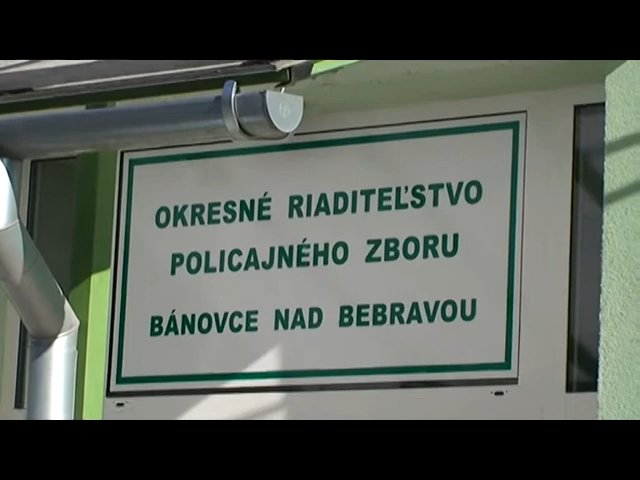 OKRESNÉ RIADITEĽSTVO
POLICAJNÉHO ZBORU
BÁNOVCE NAD BEBRAVOU